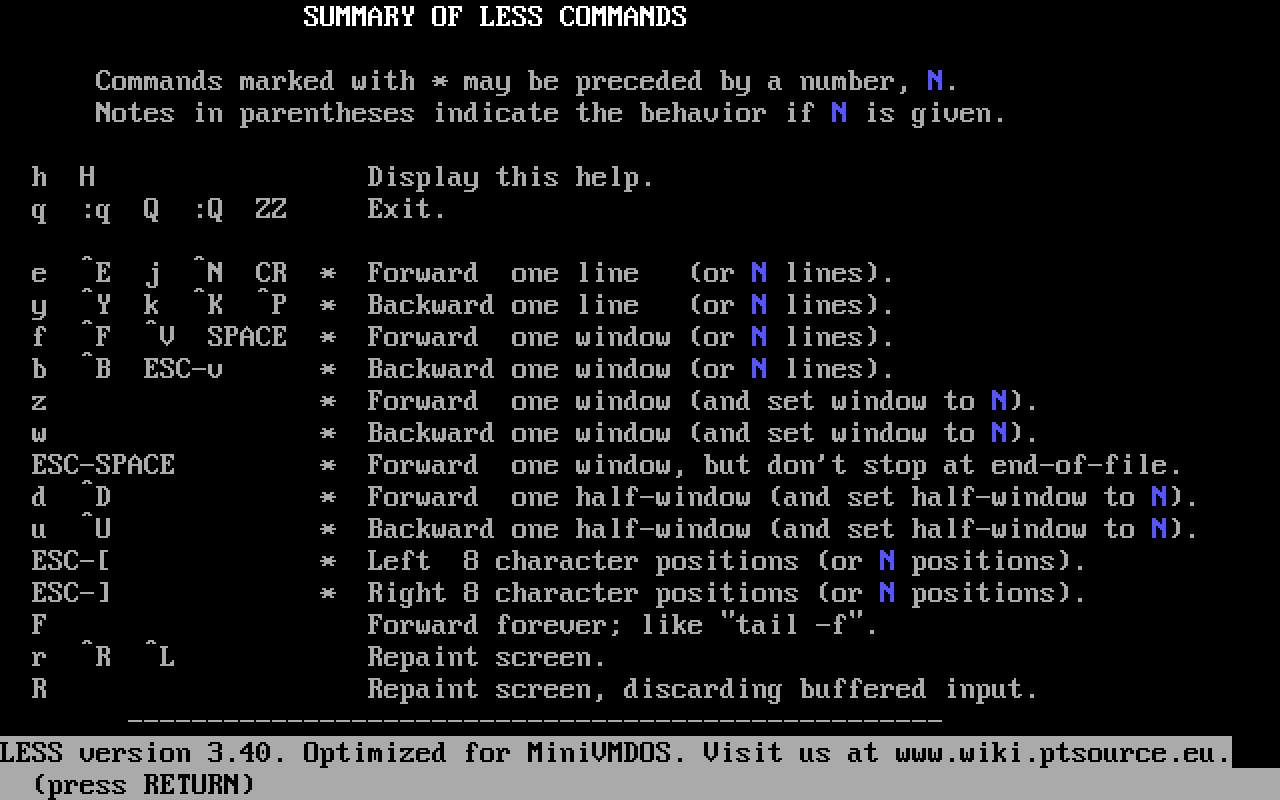 SUMMARY OF LESS COMMANDS
Commands marked with * may be preceded by a number, N.
Notes in parentheses indicate the behavior if N is given.
h  H                 Display this help.
q  :q  Q  :Q  ZZ     Exit.
e  ^E  j  ^N  CR  *  Forward  one line   (or N lines).
y  ^Y  k  ^K  ^P  *  Backward one line   (or N lines).
f  ^F  ^V  SPACE  *  Forward  one window (or N lines).
b  ^B  ESC-v      *  Backward one window (or N lines).
z                 *  Forward  one window (and set window to N).
w                 *  Backward one window (and set window to N).
ESC-SPACE         *  Forward  one window, but don't stop at end-of-file.
d  ^D             *  Forward  one half-window (and set half-window to N).
u  ^U             *  Backward one half-window (and set half-window to N).
ESC-[             *  Left  8 character positions (or N positions).
ESC-]             *  Right 8 character positions (or N positions).
F                    Forward forever; like "tail -f".
r  ^R  ^L            Repaint screen.
R                    Repaint screen, discarding buffered input.
___________________________________________________
LESS version 3.40. Optimized for MiniVMDOS. Visit us at www.wiki.ptsource.eu.
(press RETURN)